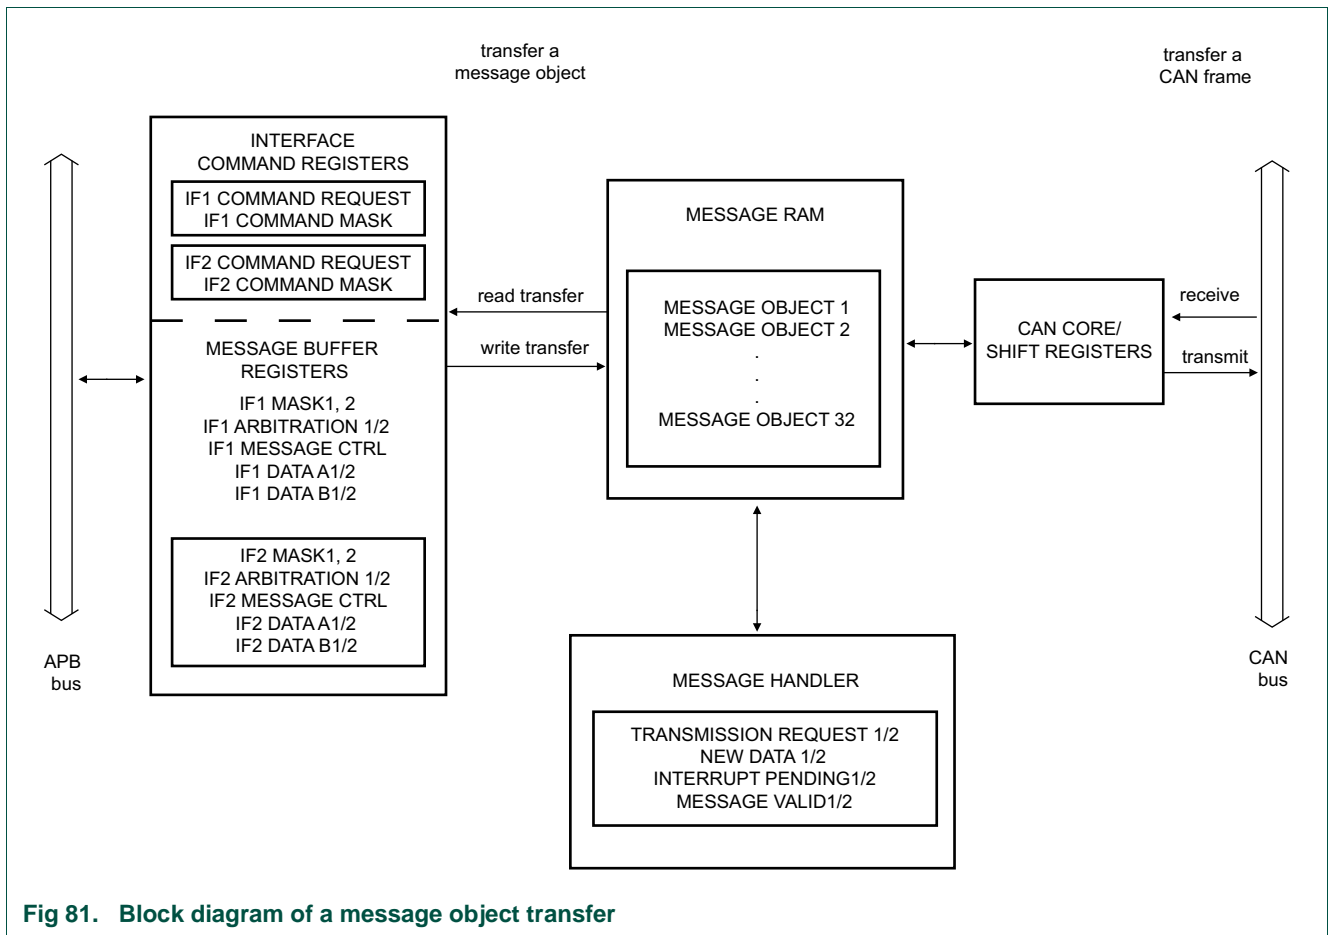 transfer a
message object
transfer a
CAN frame
INTERFACE
COMMAND REGISTERS
IF1 COMMAND REQUEST
IF1 COMMAND MASK
IF2 COMMAND REQUEST
IF2 COMMAND MASK
MESSAGE BUFFER
REGISTERS
IF1 MASK1, 2
IF1 ARBITRATION 1/2
IF1 MESSAGE CTRL
IF1 DATA A1/2
IF1 DATA B1/2
IF2 MASK1, 2
IF2 ARBITRATION 1/2
IF2 MESSAGE CTRL
IF2 DATA A1/2
IF2 DATA B1/2
APB
bus
read transfer
write transfer
MESSAGE RAM
MESSAGE OBJECT 1
MESSAGE OBJECT 2
.
.
.
MESSAGE OBJECT 32
CAN CORE/
SHIFT REGISTERS
receive
transmit
CAN
bus
MESSAGE HANDLER
TRANSMISSION REQUEST 1/2
NEW DATA 1/2
INTERRUPT PENDING1/2
MESSAGE VALID1/2
Fig 81. Block diagram of a message object transfer